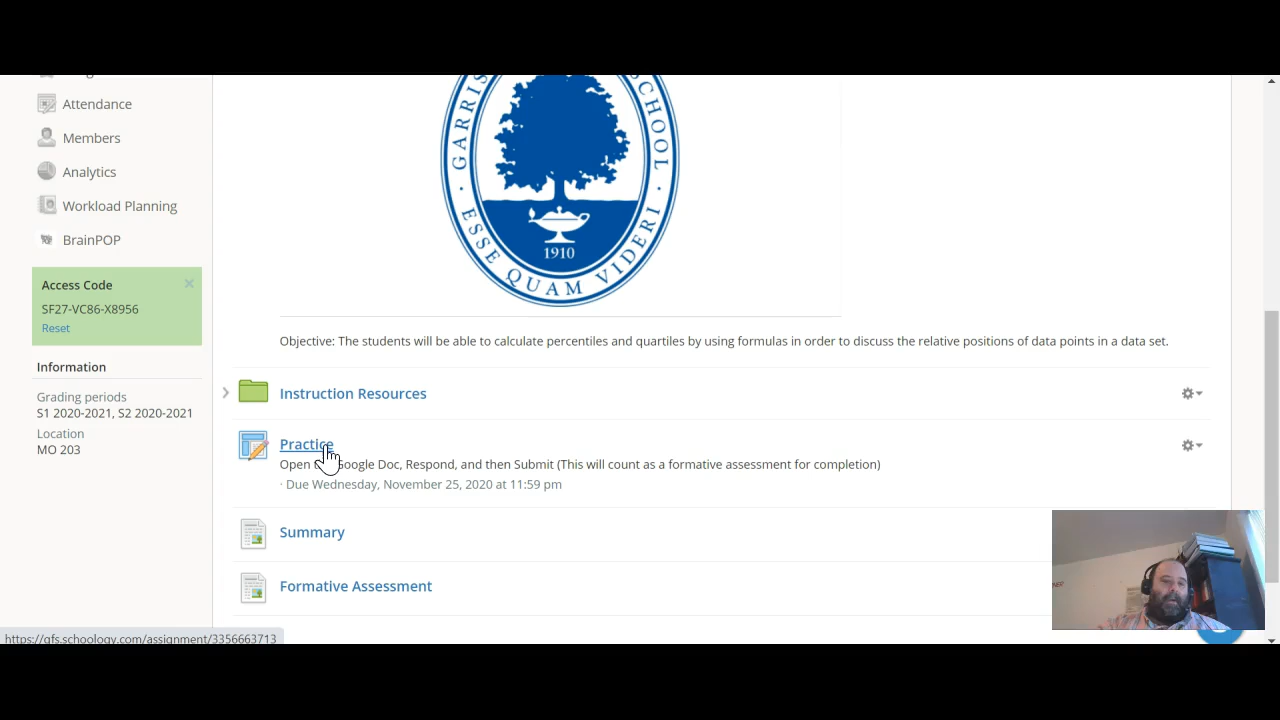 Attendance
Members
Analytics
Workload Planning
BrainPOP
Access Code
SF27-VC86-X8956
Reset
Information
Grading periods
S1 2020-2021, S2 2020-2021
Location
MO 203
GARRIS
SCHOOL
ESSE QUAM VIDERI
1910
Objective: The students will be able to calculate percentiles and quartiles by using formulas in order to discuss the relative positions of data points in a data set.
Instruction Resources
Practice
Open Google Doc, Respond, and then Submit (This will count as a formative assessment for completion)
· Due Wednesday, November 25, 2020 at 11:59 pm
Summary
Formative Assessment
https://gfs.schoology.com/assignment/3356663713